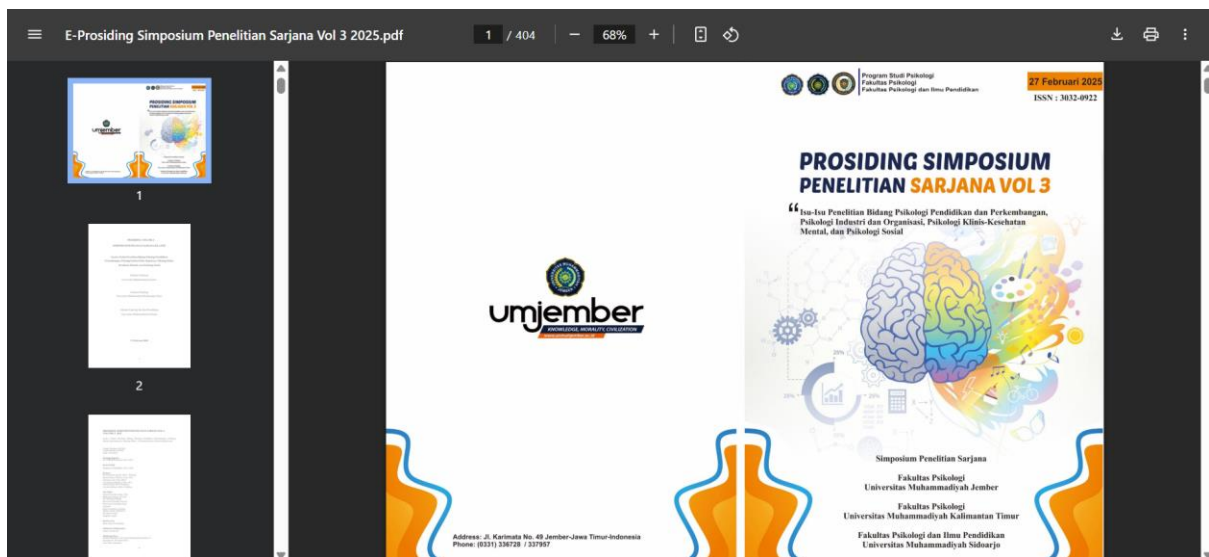 E-Prosiding Simposium Penelitian Sarjana Vol 3 2025.pdf
1 / 404
68%
1
2
umjember
KNOWLEDGE, MORALITY, CIVILIZATION
Address: Jl. Karimata No. 49 Jember-Jawa Timur-Indonesia
Phone: (0331) 336728 / 337957
Program Studi Psikologi
Fakultas Psikologi
Fakultas Psikologi dan Ilmu Pendidikan
27 Februari 2025
ISSN : 3032-0922
PROSIDING SIMPOSIUM
PENELITIAN SARJANA VOL 3
“Isu-Isu Penelitian Bidang Psikologi Pendidikan dan Perkembangan,
Psikologi Industri dan Organisasi, Psikologi Klinis-Kesehatan
Mental, dan Psikologi Sosial
Simposium Penelitian Sarjana
Fakultas Psikologi
Universitas Muhammadiyah Jember
Fakultas Psikologi
Universitas Muhammadiyah Kalimantan Timur
Fakultas Psikologi dan Ilmu Pendidikan
Universitas Muhammadiyah Sidoarjo